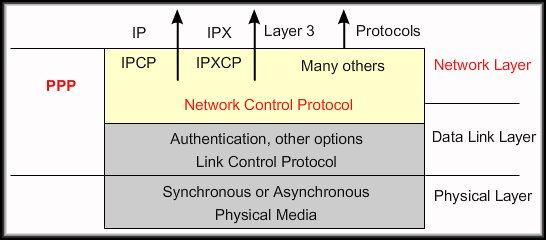 IP IPX Layer 3 Protocols
IPCP IPXCP Many others Network Layer
PPP
Network Control Protocol
Authentication, other options Data Link Layer
Link Control Protocol
Synchronous or Asynchronous Physical Layer
Physical Media